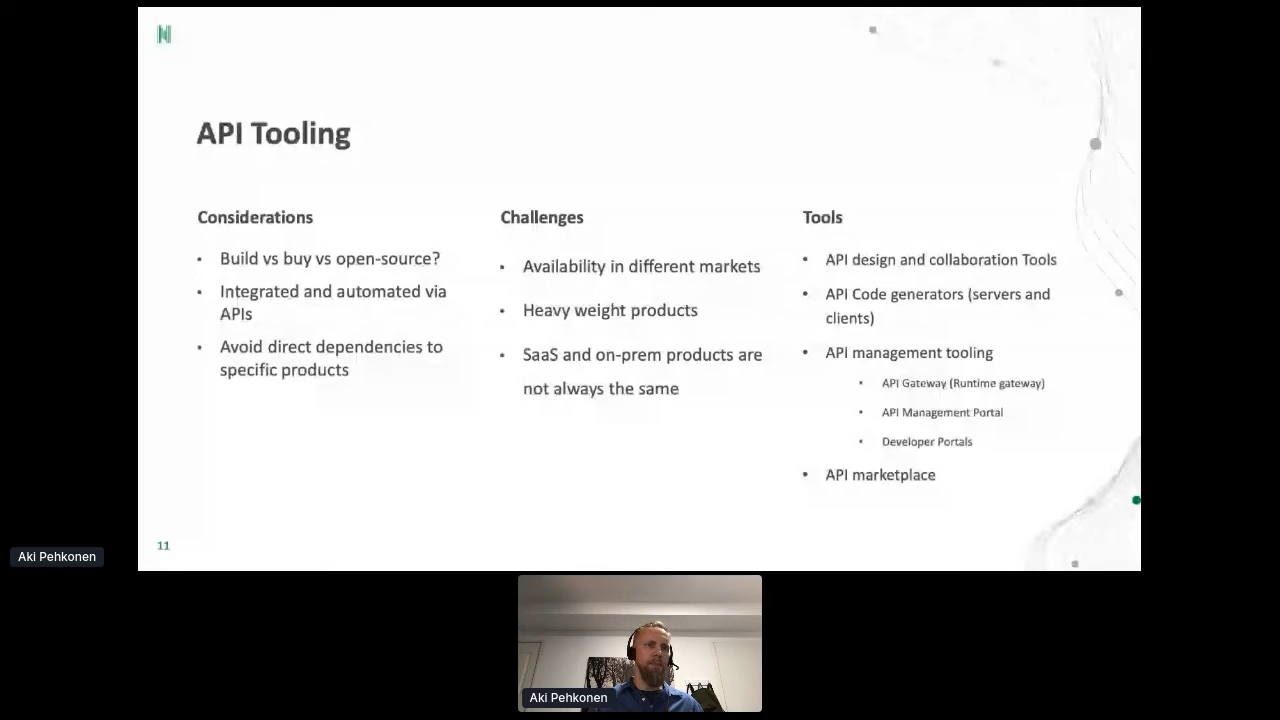 API Tooling
Considerations
• Build vs buy vs open-source?
• Integrated and automated via
APIs
• Avoid direct dependencies to
specific products
Challenges
• Availability in different markets
• Heavy weight products
• SaaS and on-prem products are
not always the same
Tools
• API design and collaboration Tools
• API Code generators (servers and
clients)
• API management tooling
• API Gateway (Runtime gateway)
• API Management Portal
• Developer Portals
• API marketplace
11
Aki Pehkonen
Aki Pehkonen